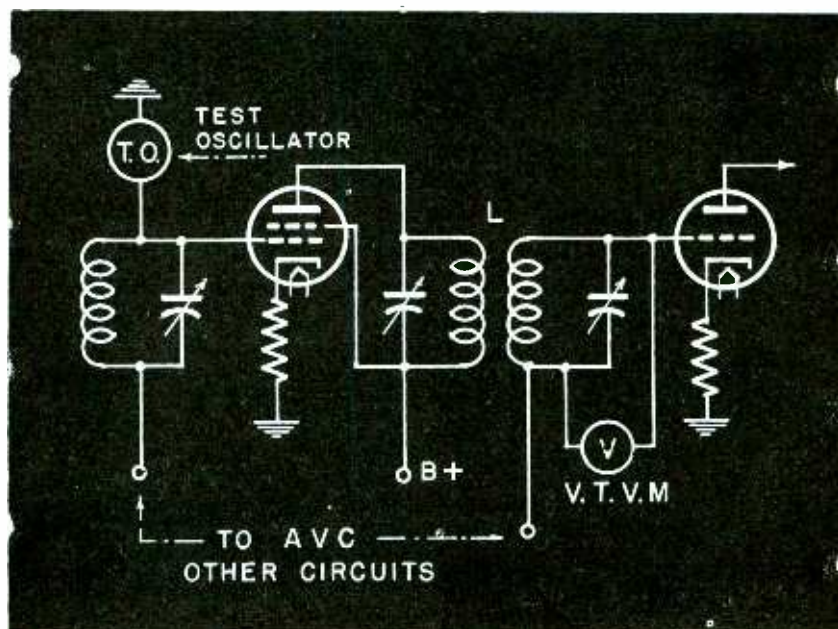 TEST
OSCILLATOR
T.O.
L
B+
V
V.T.V.M
TO AVC
OTHER CIRCUITS